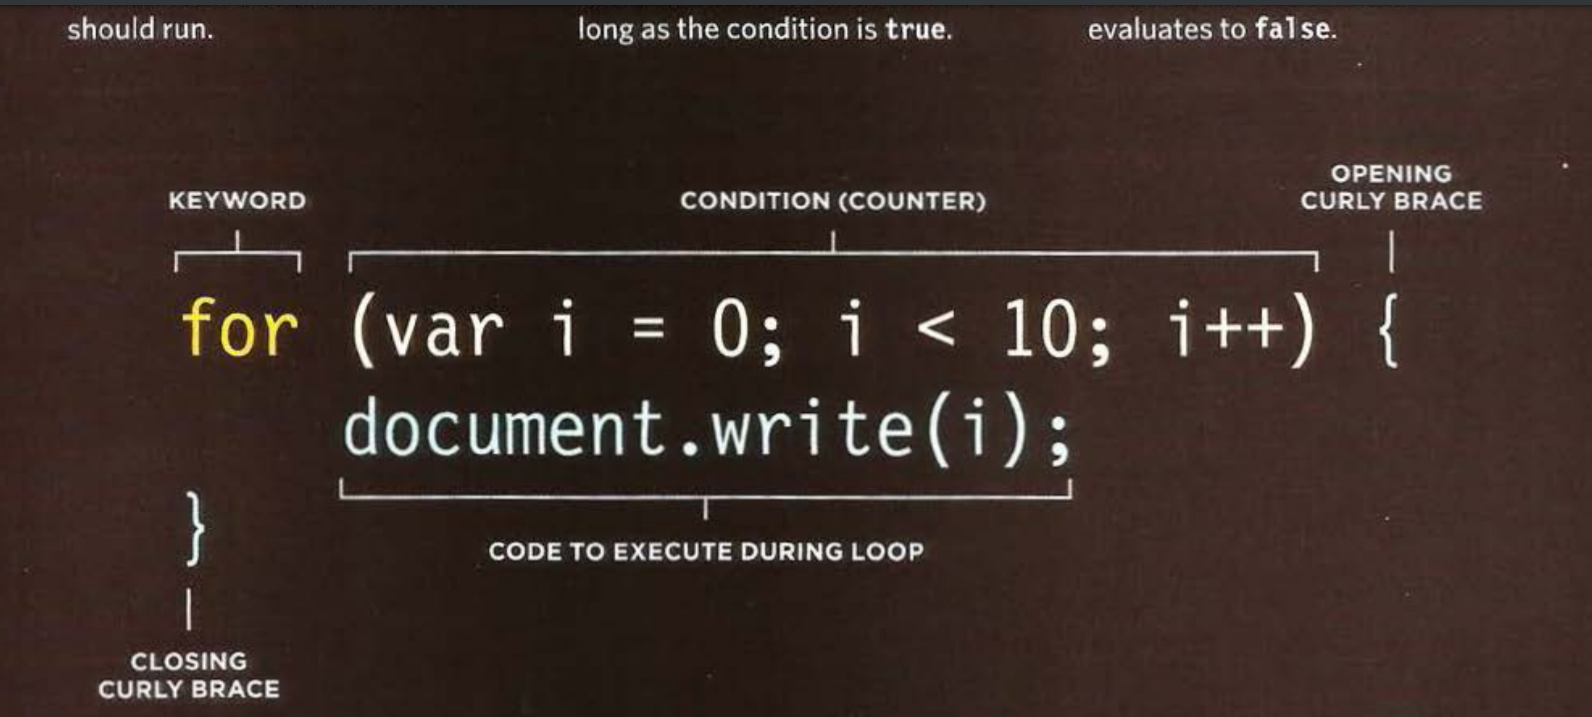 should run.
long as the condition is true.
evaluates to false.
KEYWORD
CONDITION (COUNTER)
OPENING
CURLY BRACE
for (var i = 0; i < 10; i++) {
document.write(i);
}
CODE TO EXECUTE DURING LOOP
CLOSING
CURLY BRACE